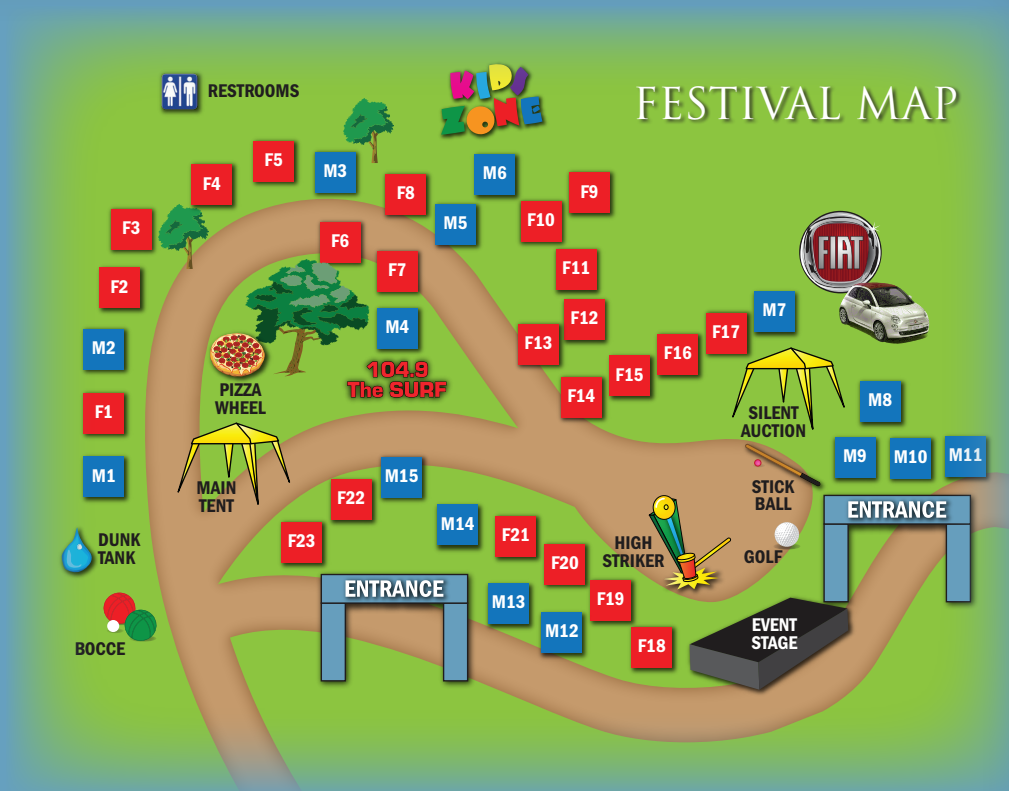 RESTROOMS
KIDS
ZONE
FESTIVAL MAP
F5
M3
M6
F4
F8
F9
F3
M5
F10
F6
FIAT
F7
F11
F2
M7
F12
M4
F17
M2
F13
F16
104.9
The SURF
F15
PIZZA
WHEEL
F14
M8
F1
SILENT
AUCTION
M9
M10
M11
M1
M15
MAIN
TENT
F22
STICK
BALL
ENTRANCE
M14
F21
F23
DUNK
TANK
HIGH
STRIKER
GOLF
F20
ENTRANCE
M13
F19
M12
EVENT
STAGE
BOCCE
F18